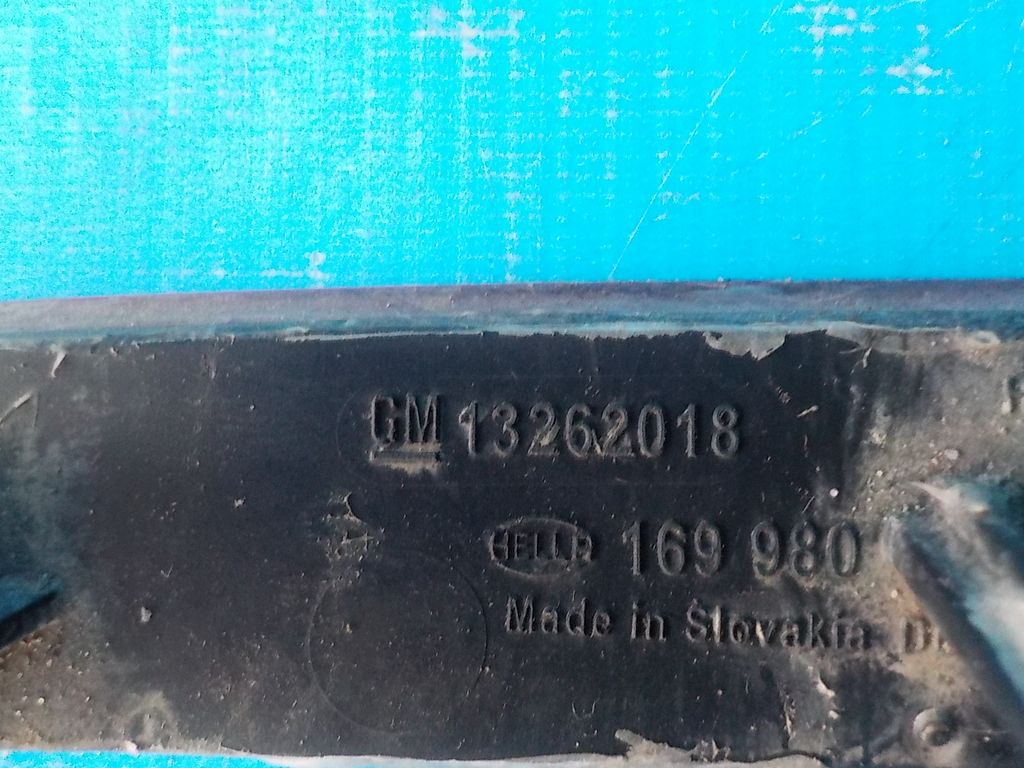 GM 13262018
HELLA 169 980
Made in Slovakia